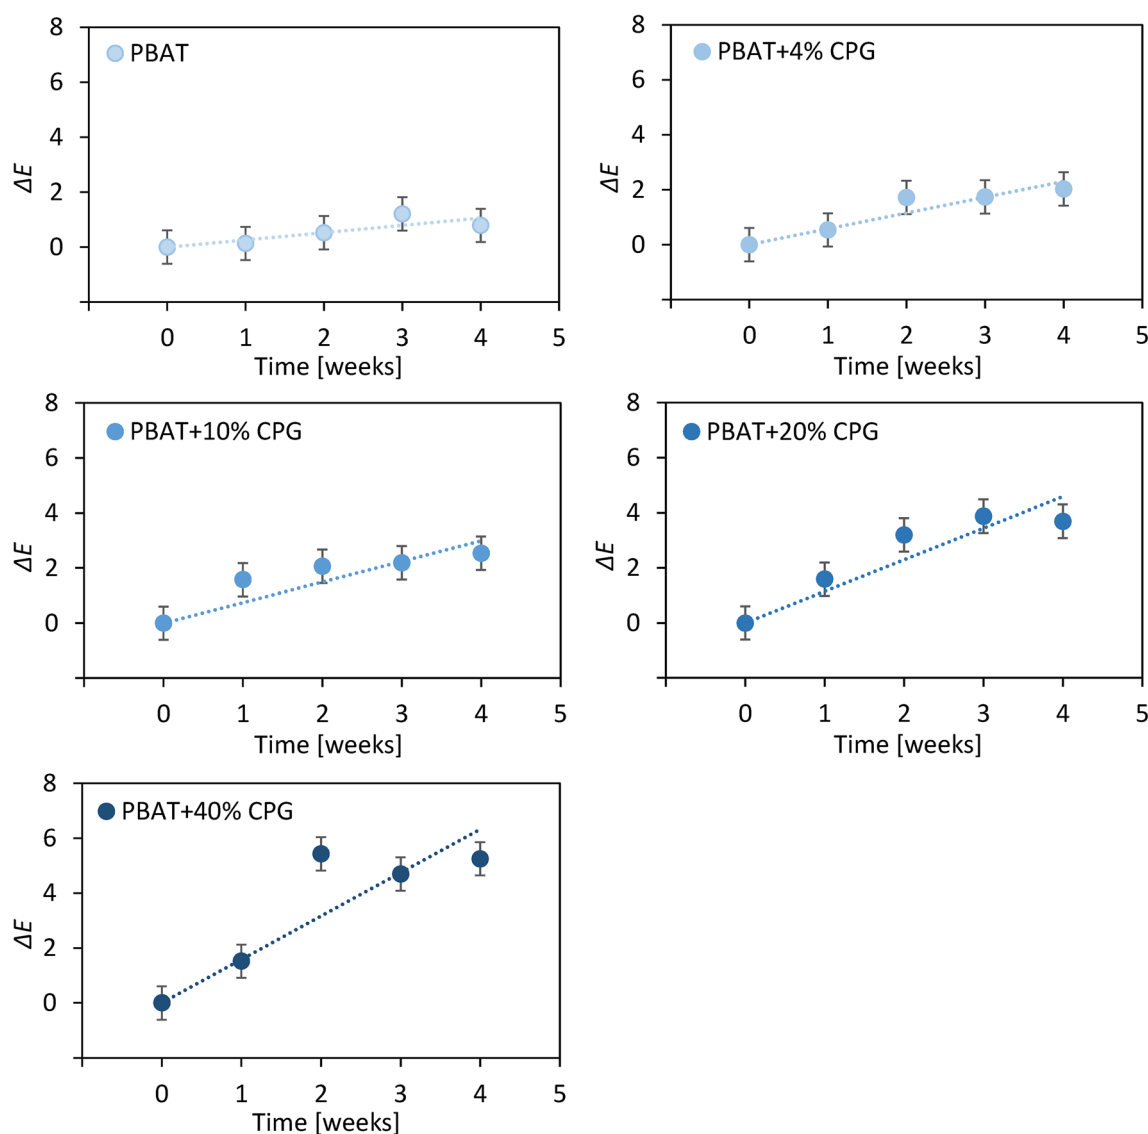 8
PBAT
6
4
ΔE
2
0
0 1 2 3 4 5
Time [weeks]
8
PBAT+4% CPG
6
4
ΔE
2
0
0 1 2 3 4 5
Time [weeks]
8
PBAT+10% CPG
6
4
ΔE
2
0
0 1 2 3 4 5
Time [weeks]
8
PBAT+20% CPG
6
4
ΔE
2
0
0 1 2 3 4 5
Time [weeks]
8
PBAT+40% CPG
6
4
ΔE
2
0
0 1 2 3 4 5
Time [weeks]